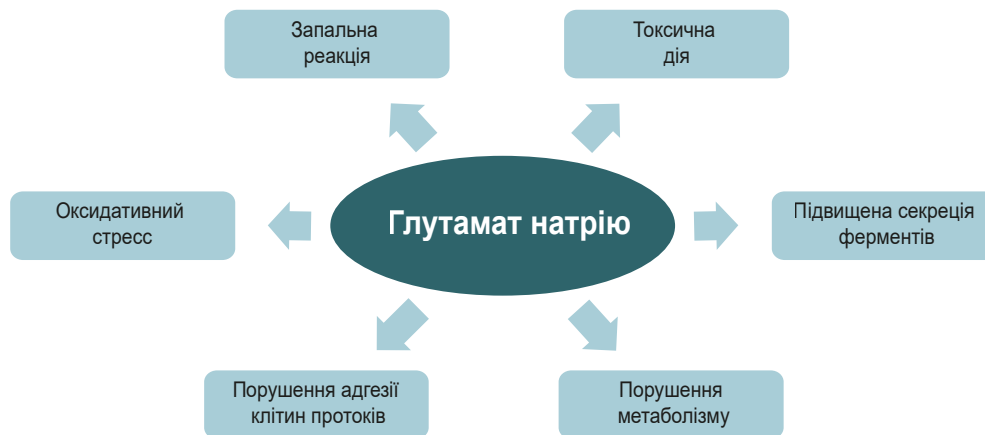 Запальна
реакція
Токсична
дія
Оксидативний
стресс
Глутамат натрію
Підвищена секреція
ферментів
Порушення адгезії
клітин протоків
Порушення
метаболізму